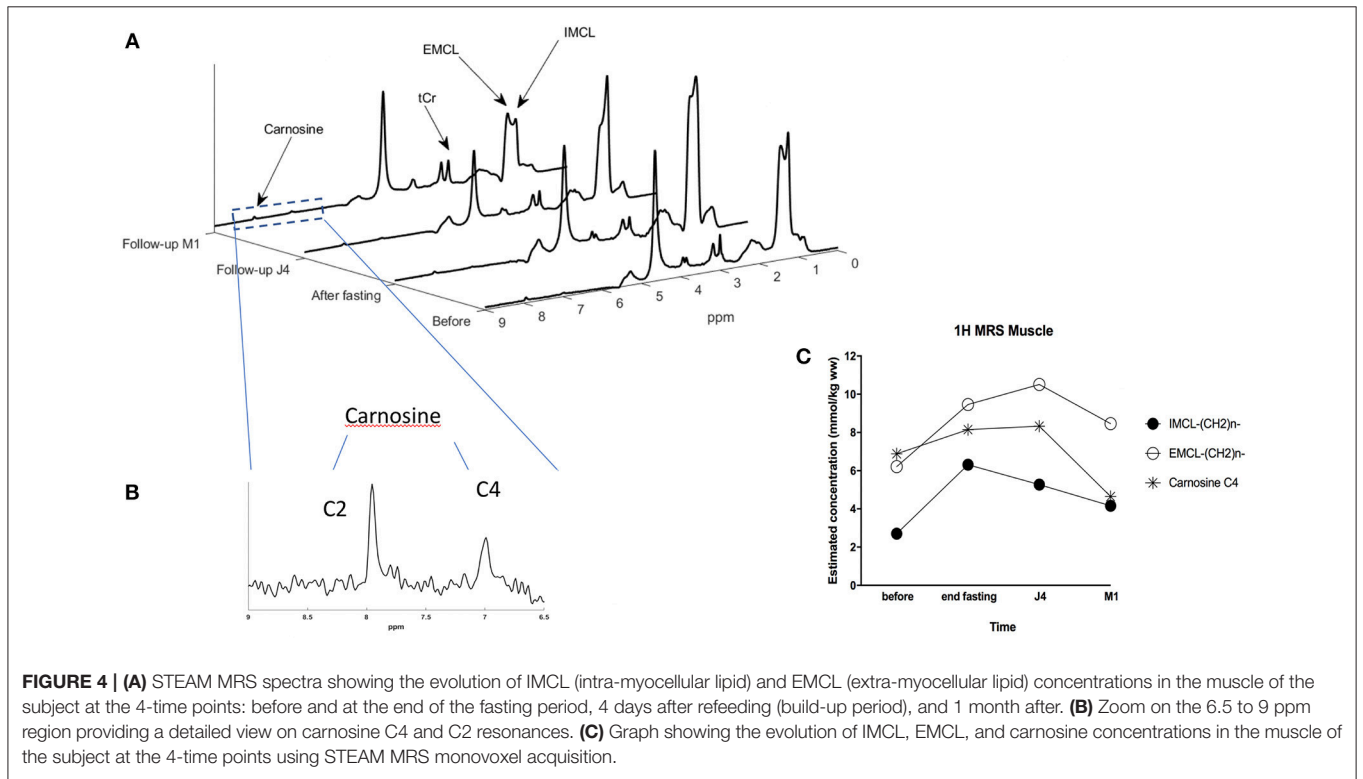 A
IMCL
EMCL
tCr
Carnosine
Follow-up M1
Follow-up J4
After fasting
Before
9 8 7 6 5 4 3 2 1 0
ppm
Carnosine
B
C2
C4
9 8.5 8 7.5 7 6.5
ppm
C
1H MRS Muscle
Estimated concentration (mmol/kg ww)
12
10
8
6
4
2
0
before end fasting J4 M1
Time
IMCL-(CH2)n-
EMCL-(CH2)n-
Carnosine C4
FIGURE 4 | (A) STEAM MRS spectra showing the evolution of IMCL (intra-myocellular lipid) and EMCL (extra-myocellular lipid) concentrations in the muscle of the
subject at the 4-time points: before and at the end of the fasting period, 4 days after refeeding (build-up period), and 1 month after. (B) Zoom on the 6.5 to 9 ppm
region providing a detailed view on carnosine C4 and C2 resonances. (C) Graph showing the evolution of IMCL, EMCL, and carnosine concentrations in the muscle of
the subject at the 4-time points using STEAM MRS monovoxel acquisition.